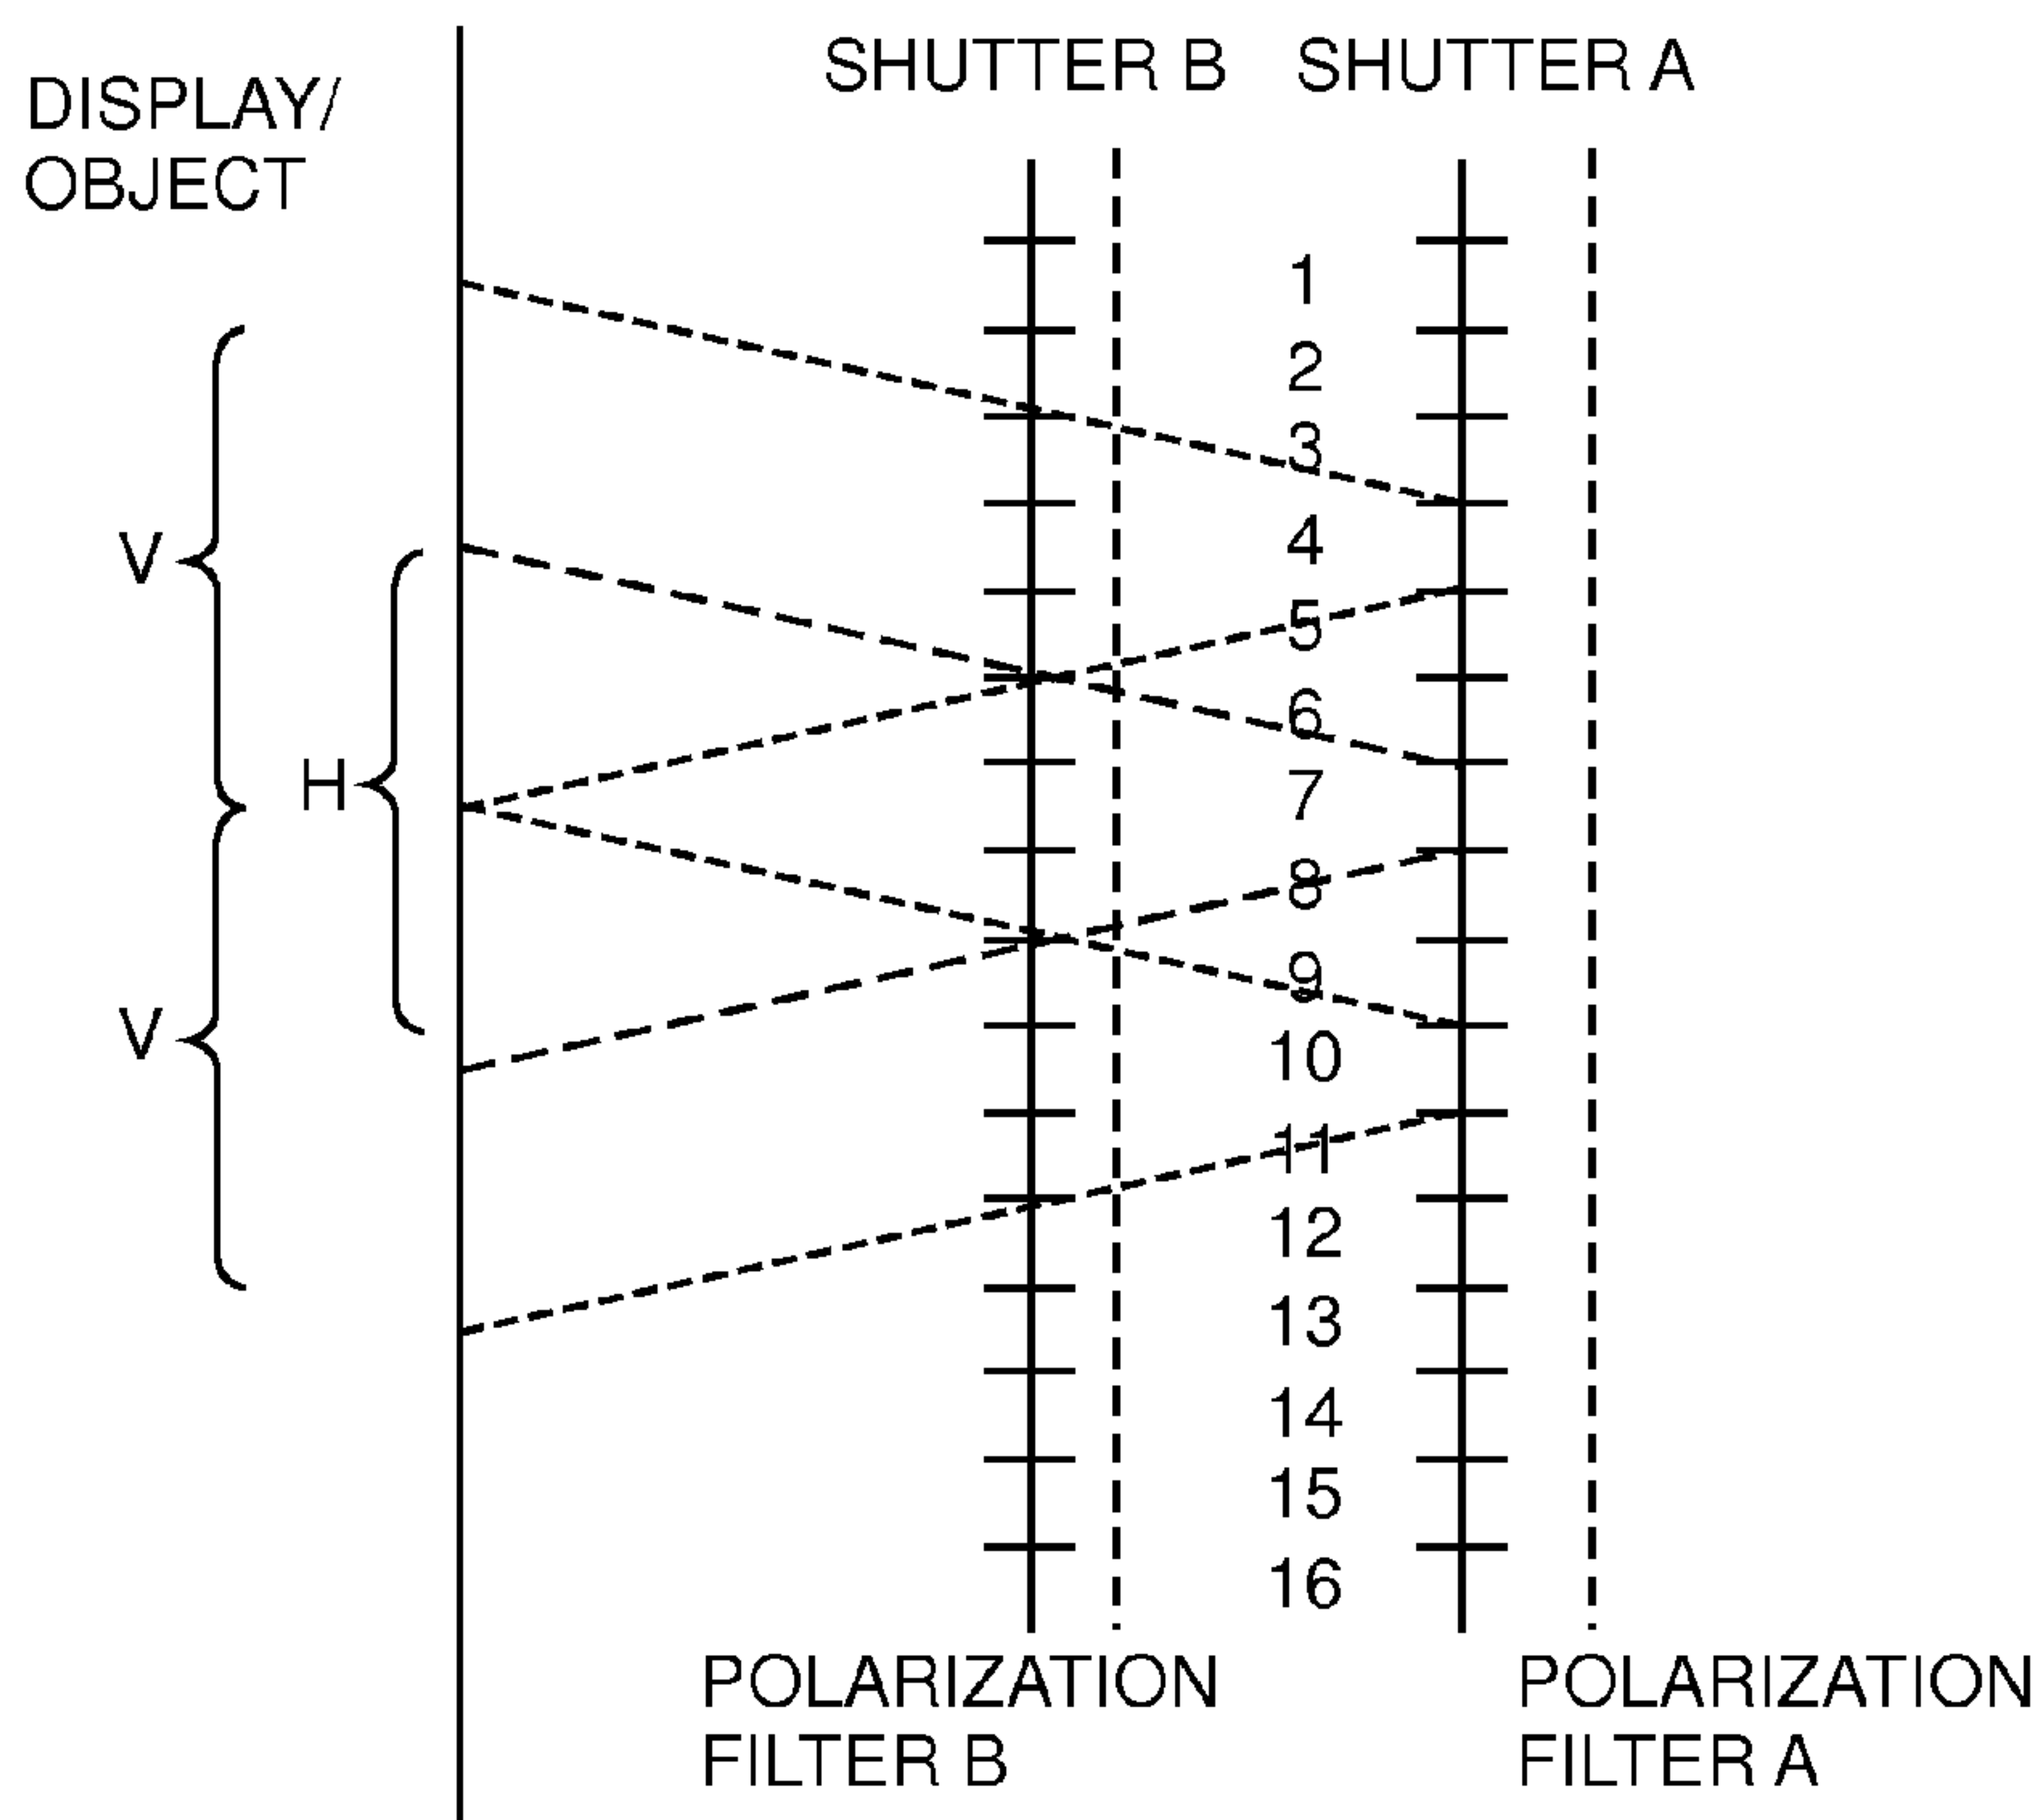 DISPLAY/
OBJECT
SHUTTER B
SHUTTER A
1
2
3
4
5
6
7
8
9
10
11
12
13
14
15
16
V
H
V
POLARIZATION
FILTER B
POLARIZATION
FILTER A